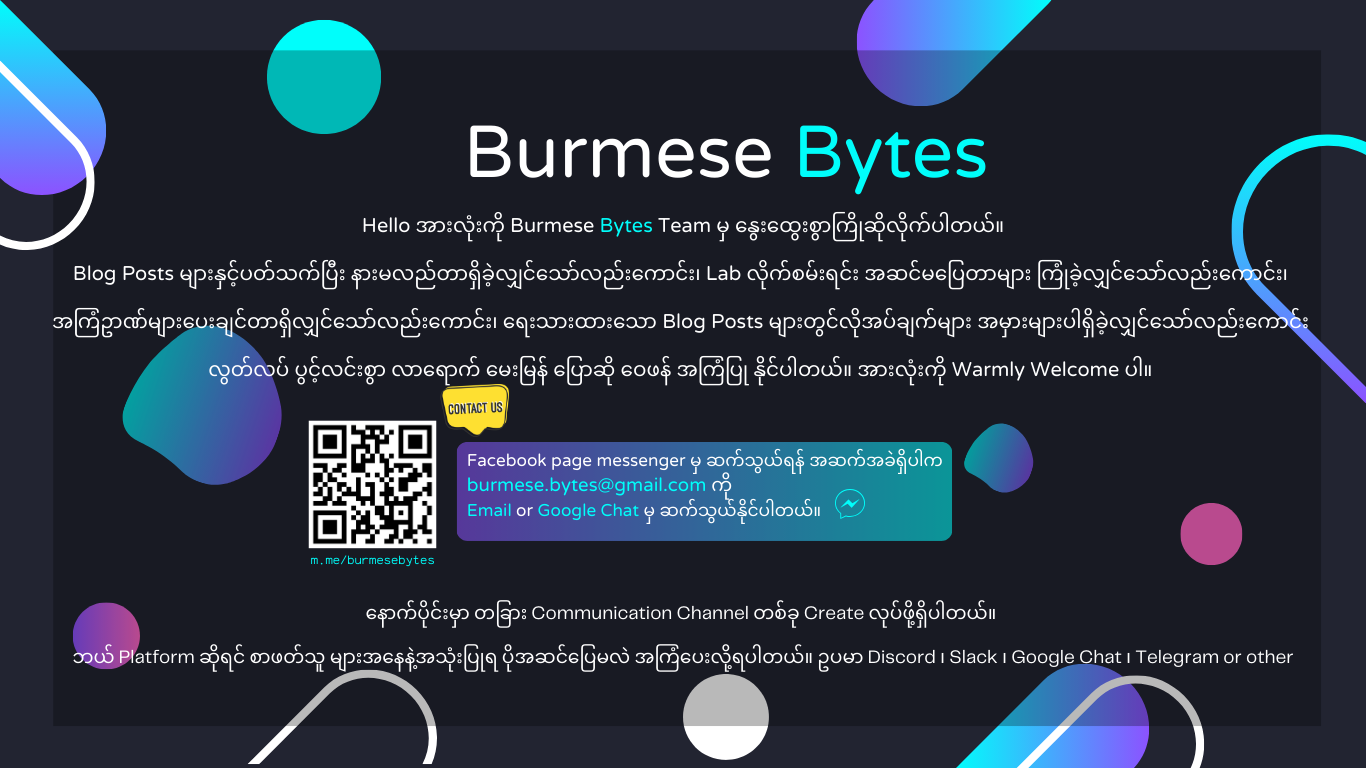 Burmese Bytes
Hello အားလုံးကို Burmese Bytes Team မှ နွေးထွေးစွာကြိုဆိုလိုက်ပါတယ်။
Blog Posts များနှင့်ပတ်သက်ပြီး နားမလည်တာရှိခဲ့လျှင်သော်လည်းကောင်း၊ Lab လိုက်စမ်းရင်း အဆင်မပြေတာများ ကြုံခဲ့လျှင်သော်လည်းကောင်း၊
အကြံဥာဏ်များပေးချင်တာရှိလျှင်သော်လည်းကောင်း၊ ရေးသားထားသော Blog Posts များတွင်လိုအပ်ချက်များ အမှားများပါရှိခဲ့လျှင်သော်လည်းကောင်း
လွတ်လပ် ပွင့်လင်းစွာ လာရောက် မေးမြန် ပြောဆို ဝေဖန် အကြံပြု နိုင်ပါတယ်။ အားလုံးကို Warmly Welcome ပါ။
CONTACT US
Facebook page messenger မှ ဆက်သွယ်ရန် အဆက်အခဲရှိပါက
burmese.bytes@gmail.com ကို
Email or Google Chat မှ ဆက်သွယ်နိုင်ပါတယ်။
m.me/burmesebytes
နောက်ပိုင်းမှာ တခြား Communication Channel တစ်ခု Create လုပ်ဖို့ရှိပါတယ်။
ဘယ် Platform ဆိုရင် စာဖတ်သူ များအနေနဲ့အသုံးပြုရ ပိုအဆင်ပြေမလဲ အကြံပေးလို့ရပါတယ်။ ဥပမာ Discord ၊ Slack ၊ Google Chat ၊ Telegram or other